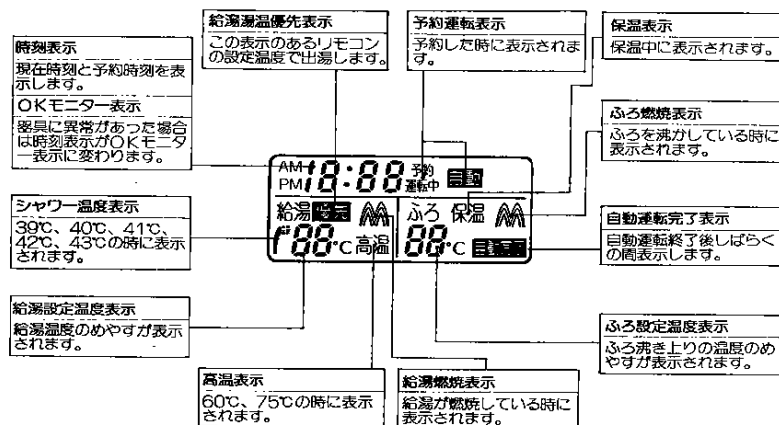 給湯湯温優先表示
この表示のあるリモコン
の設定温度で出湯します。
予約運転表示
予約した時に表示されま
す。
保温表示
保温中に表示されます。
時刻表示
現在時刻と予約時刻を表
示します。
OKモニター表示
器具に異常があった場合
は時刻表示がOKモニタ
ー表示に変わります。
ふろ燃焼表示
ふろを沸かしている時に
表示されます。
AM 18:88 予約 自動
PM 運転中
給湯 優先 ふろ 保温
88℃ 高温 88℃
シャワー温度表示
39℃、40℃、41℃、
42℃、43℃の時に表示
されます。
自動運転完了表示
自動運転終了後しばらく
の間表示します。
給湯設定温度表示
給湯温度のめやすが表示
されます。
ふろ設定温度表示
ふろ沸き上りの温度のめ
やすが表示されます。
高温表示
60℃、75℃の時に表示
されます。
給湯燃焼表示
給湯が燃焼している時に
表示されます。